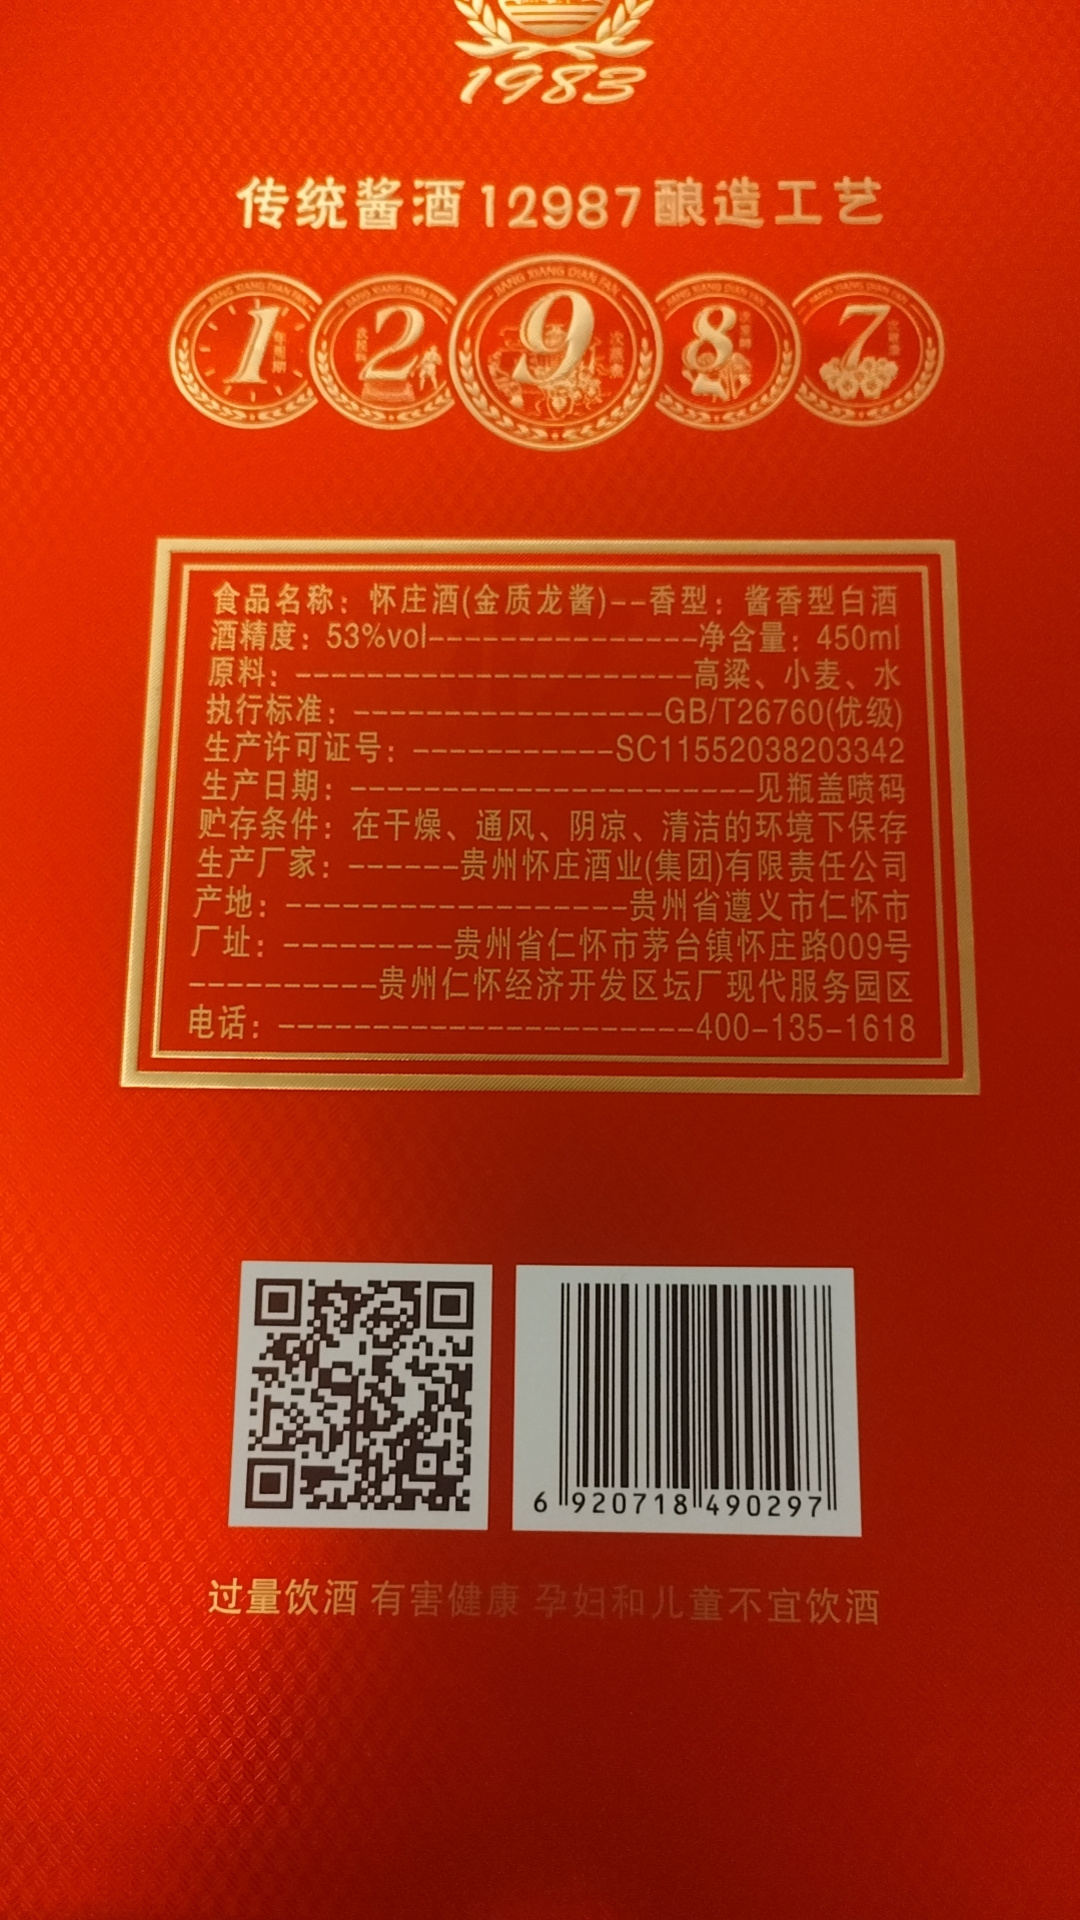 1983
传统酱酒12987酿造工艺
JIANG XIANG DIAN FAN
1 2 9 8 7
食品名称：怀庄酒(金质龙酱)--香型：酱香型白酒
酒精度：53%vol---------------净含量：450ml
原料：----------------------高粱、小麦、水
执行标准：-----------------GB/T26760(优级)
生产许可证号：-----------SC11552038203342
生产日期：----------------------见瓶盖喷码
贮存条件：在干燥、通风、阴凉、清洁的环境下保存
生产厂家：------贵州怀庄酒业(集团)有限责任公司
产地：-------------------贵州省遵义市仁怀市
厂址：---------贵州省仁怀市茅台镇怀庄路009号
----------贵州仁怀经济开发区坛厂现代服务园区
电话：----------------------400-135-1618
6 920718 490297
过量饮酒 有害健康 孕妇和儿童不宜饮酒